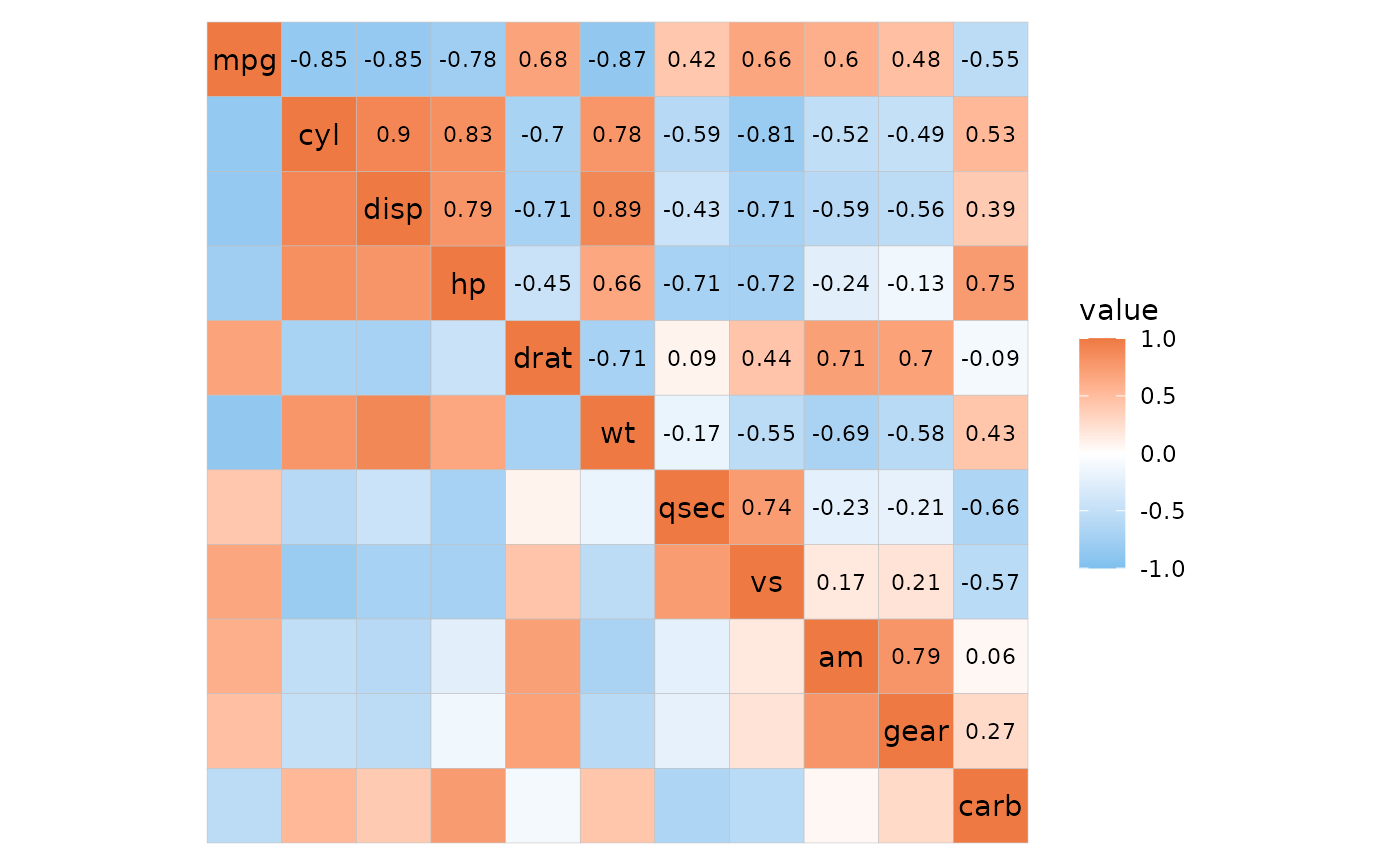 mpg -0.85 -0.85 -0.78 0.68 -0.87 0.42 0.66 0.6 0.48 -0.55
cyl 0.9 0.83 -0.7 0.78 -0.59 -0.81 -0.52 -0.49 0.53
disp 0.79 -0.71 0.89 -0.43 -0.71 -0.59 -0.56 0.39
hp -0.45 0.66 -0.71 -0.72 -0.24 -0.13 0.75
drat -0.71 0.09 0.44 0.71 0.7 -0.09
wt -0.17 -0.55 -0.69 -0.58 0.43
qsec 0.74 -0.23 -0.21 -0.66
vs 0.17 0.21 -0.57
am 0.79 0.06
gear 0.27
carb
value
1.0
0.5
0.0
-0.5
-1.0